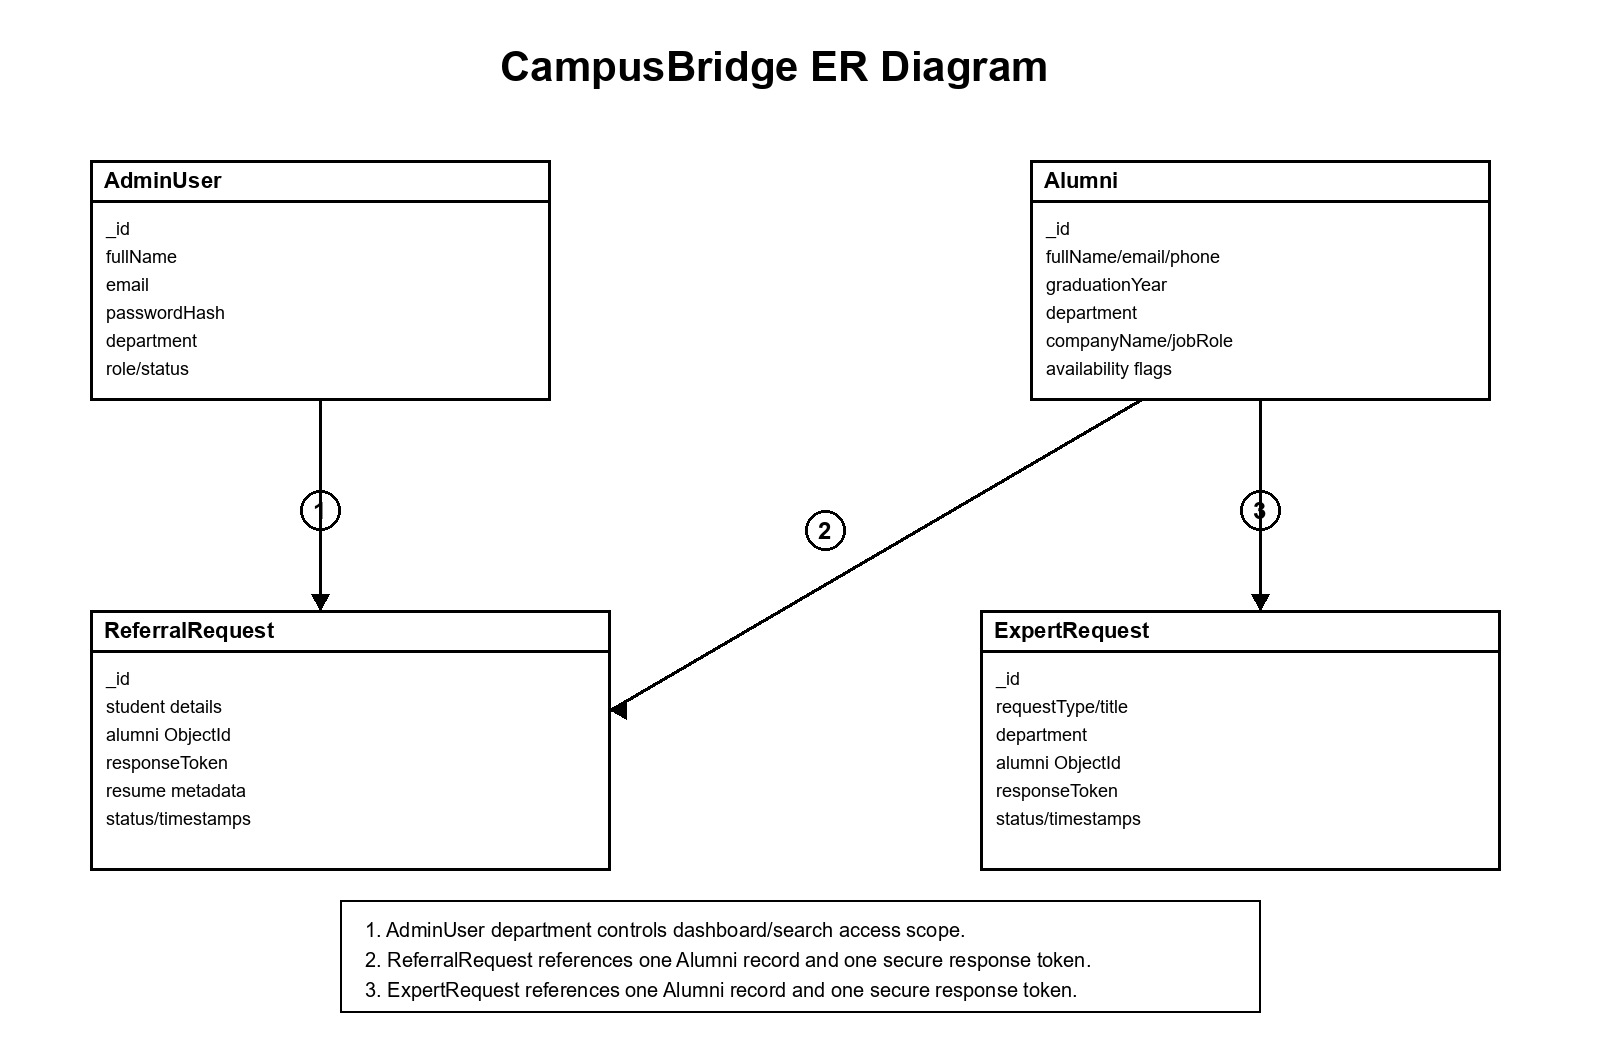 CampusBridge ER Diagram
AdminUser
_id
fullName
email
passwordHash
department
role/status
Alumni
_id
fullName/email/phone
graduationYear
department
companyName/jobRole
availability flags
1
2
3
ReferralRequest
_id
student details
alumni ObjectId
responseToken
resume metadata
status/timestamps
ExpertRequest
_id
requestType/title
department
alumni ObjectId
responseToken
status/timestamps
1. AdminUser department controls dashboard/search access scope.
2. ReferralRequest references one Alumni record and one secure response token.
3. ExpertRequest references one Alumni record and one secure response token.